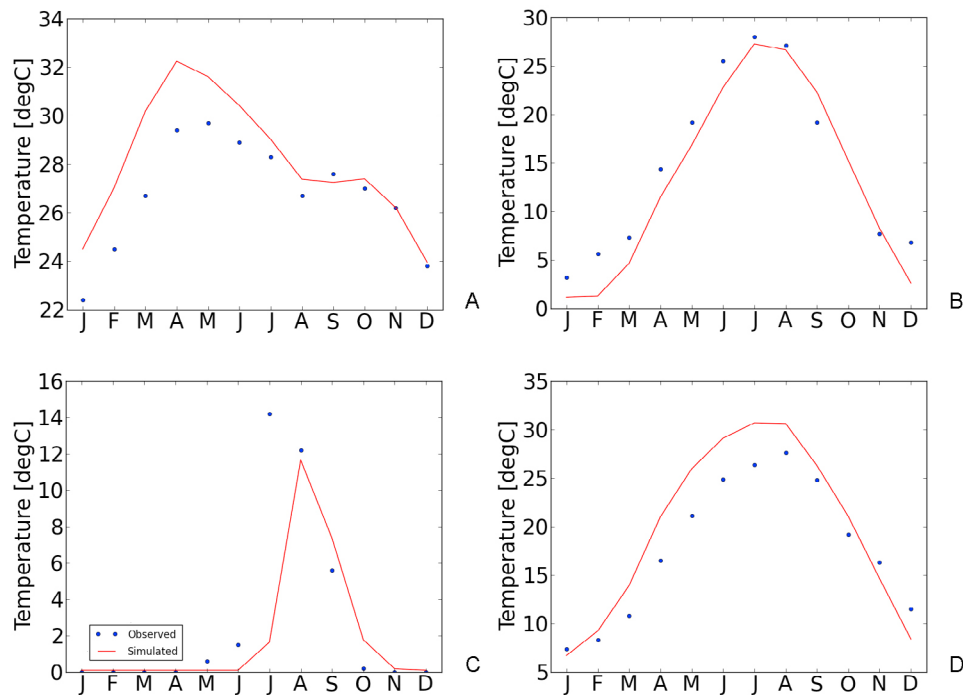 34
32
30
28
26
24
22
Temperature [degC]
J F M A M J J A S O N D
A
30
25
20
15
10
5
0
Temperature [degC]
J F M A M J J A S O N D
B
16
14
12
10
8
6
4
2
0
Temperature [degC]
Observed
Simulated
J F M A M J J A S O N D
C
35
30
25
20
15
10
5
Temperature [degC]
J F M A M J J A S O N D
D